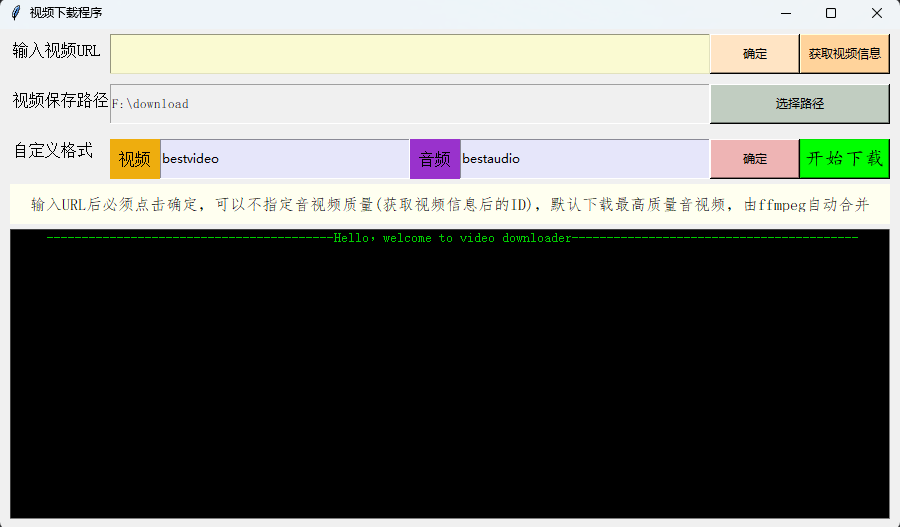 视频下载程序
输入视频URL 确定 获取视频信息
视频保存路径 F:\download 选择路径
自定义格式 视频 bestvideo 音频 bestaudio 确定 开始下载
输入URL后必须点击确定，可以不指定音视频质量(获取视频信息后的ID)，默认下载最高质量音视频，由ffmpeg自动合并
-----------------------------------------Hello，welcome to video downloader-----------------------------------------